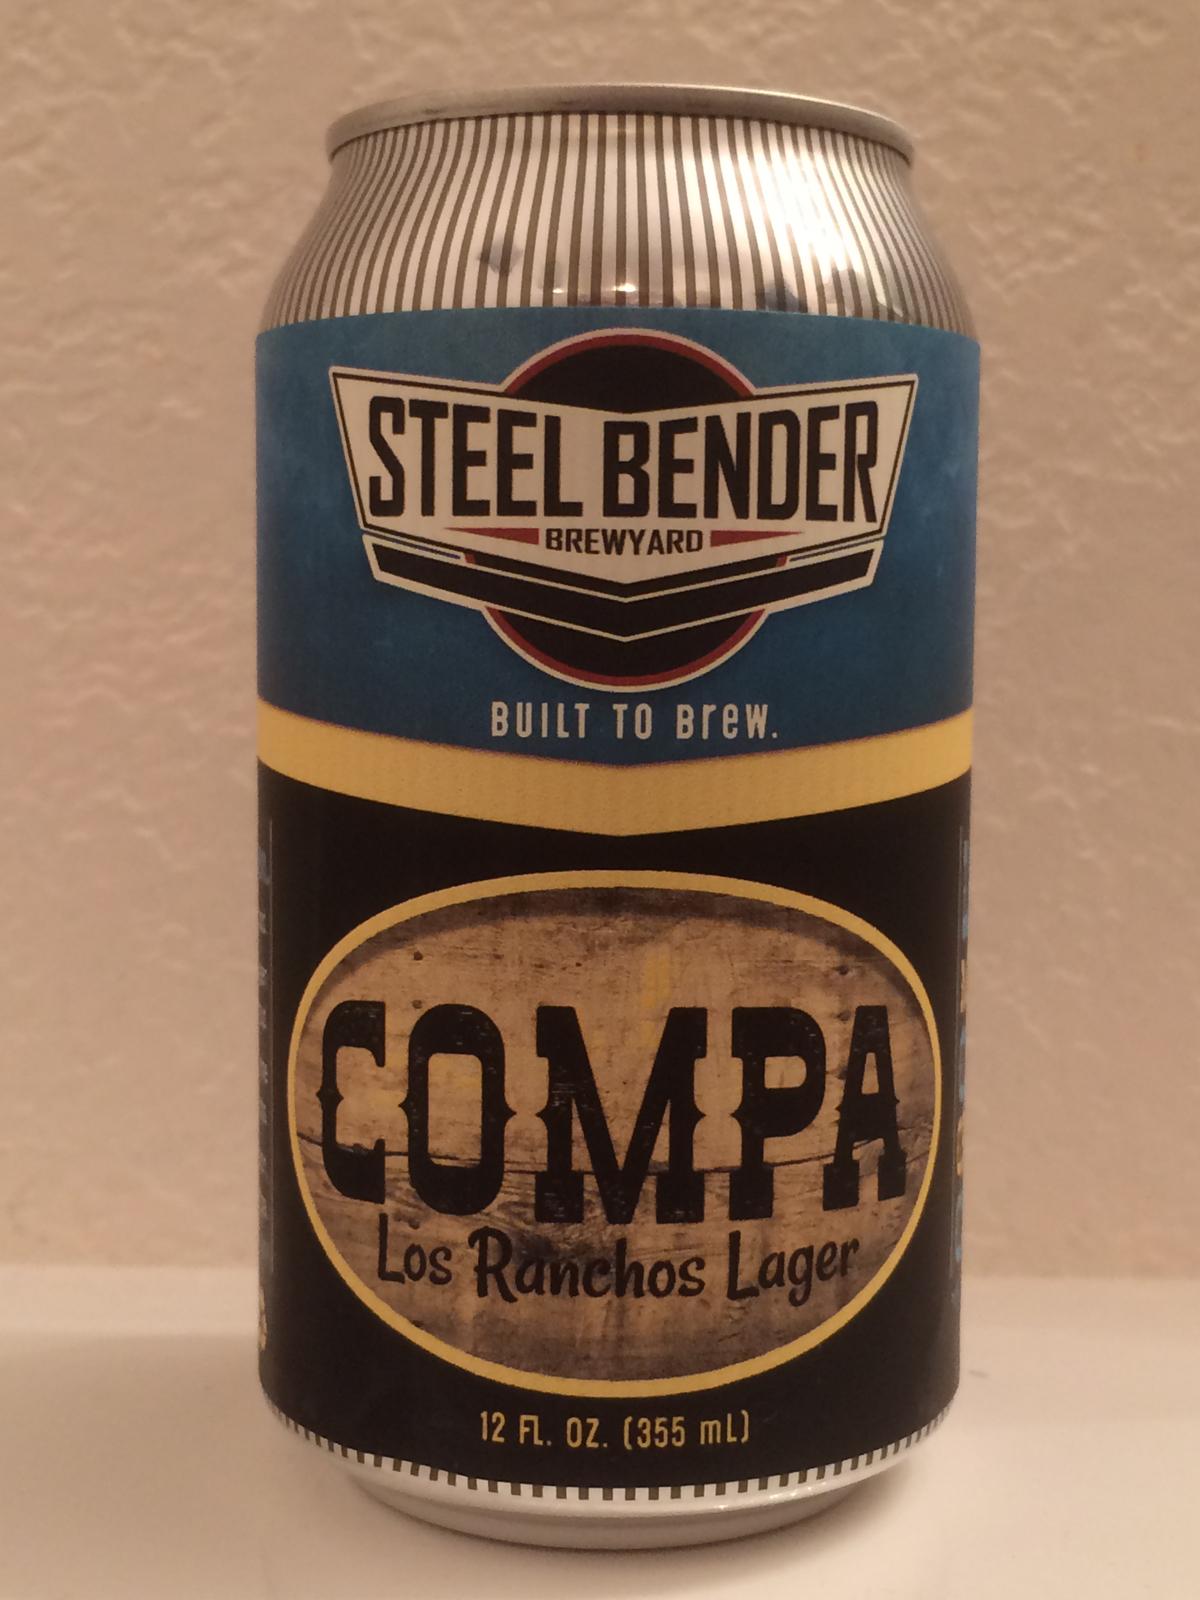 STEEL BENDER
BREWYARD
BUILT TO Brew.
COMPA
Los Ranchos Lager
12 FL. OZ. (355 mL)